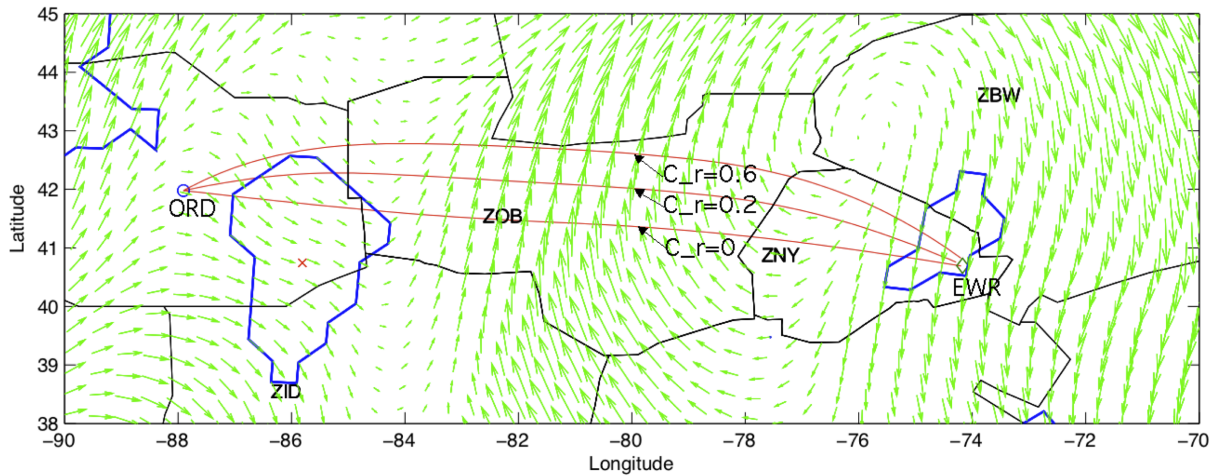 45
44
43
42
41
40
39
38
Latitude
ZBW
C_r=0.6
C_r=0.2
C_r=0
ORD
ZOB
ZNY
EWR
ZID
−90
−88
−86
−84
−82
−80
−78
−76
−74
−72
−70
Longitude